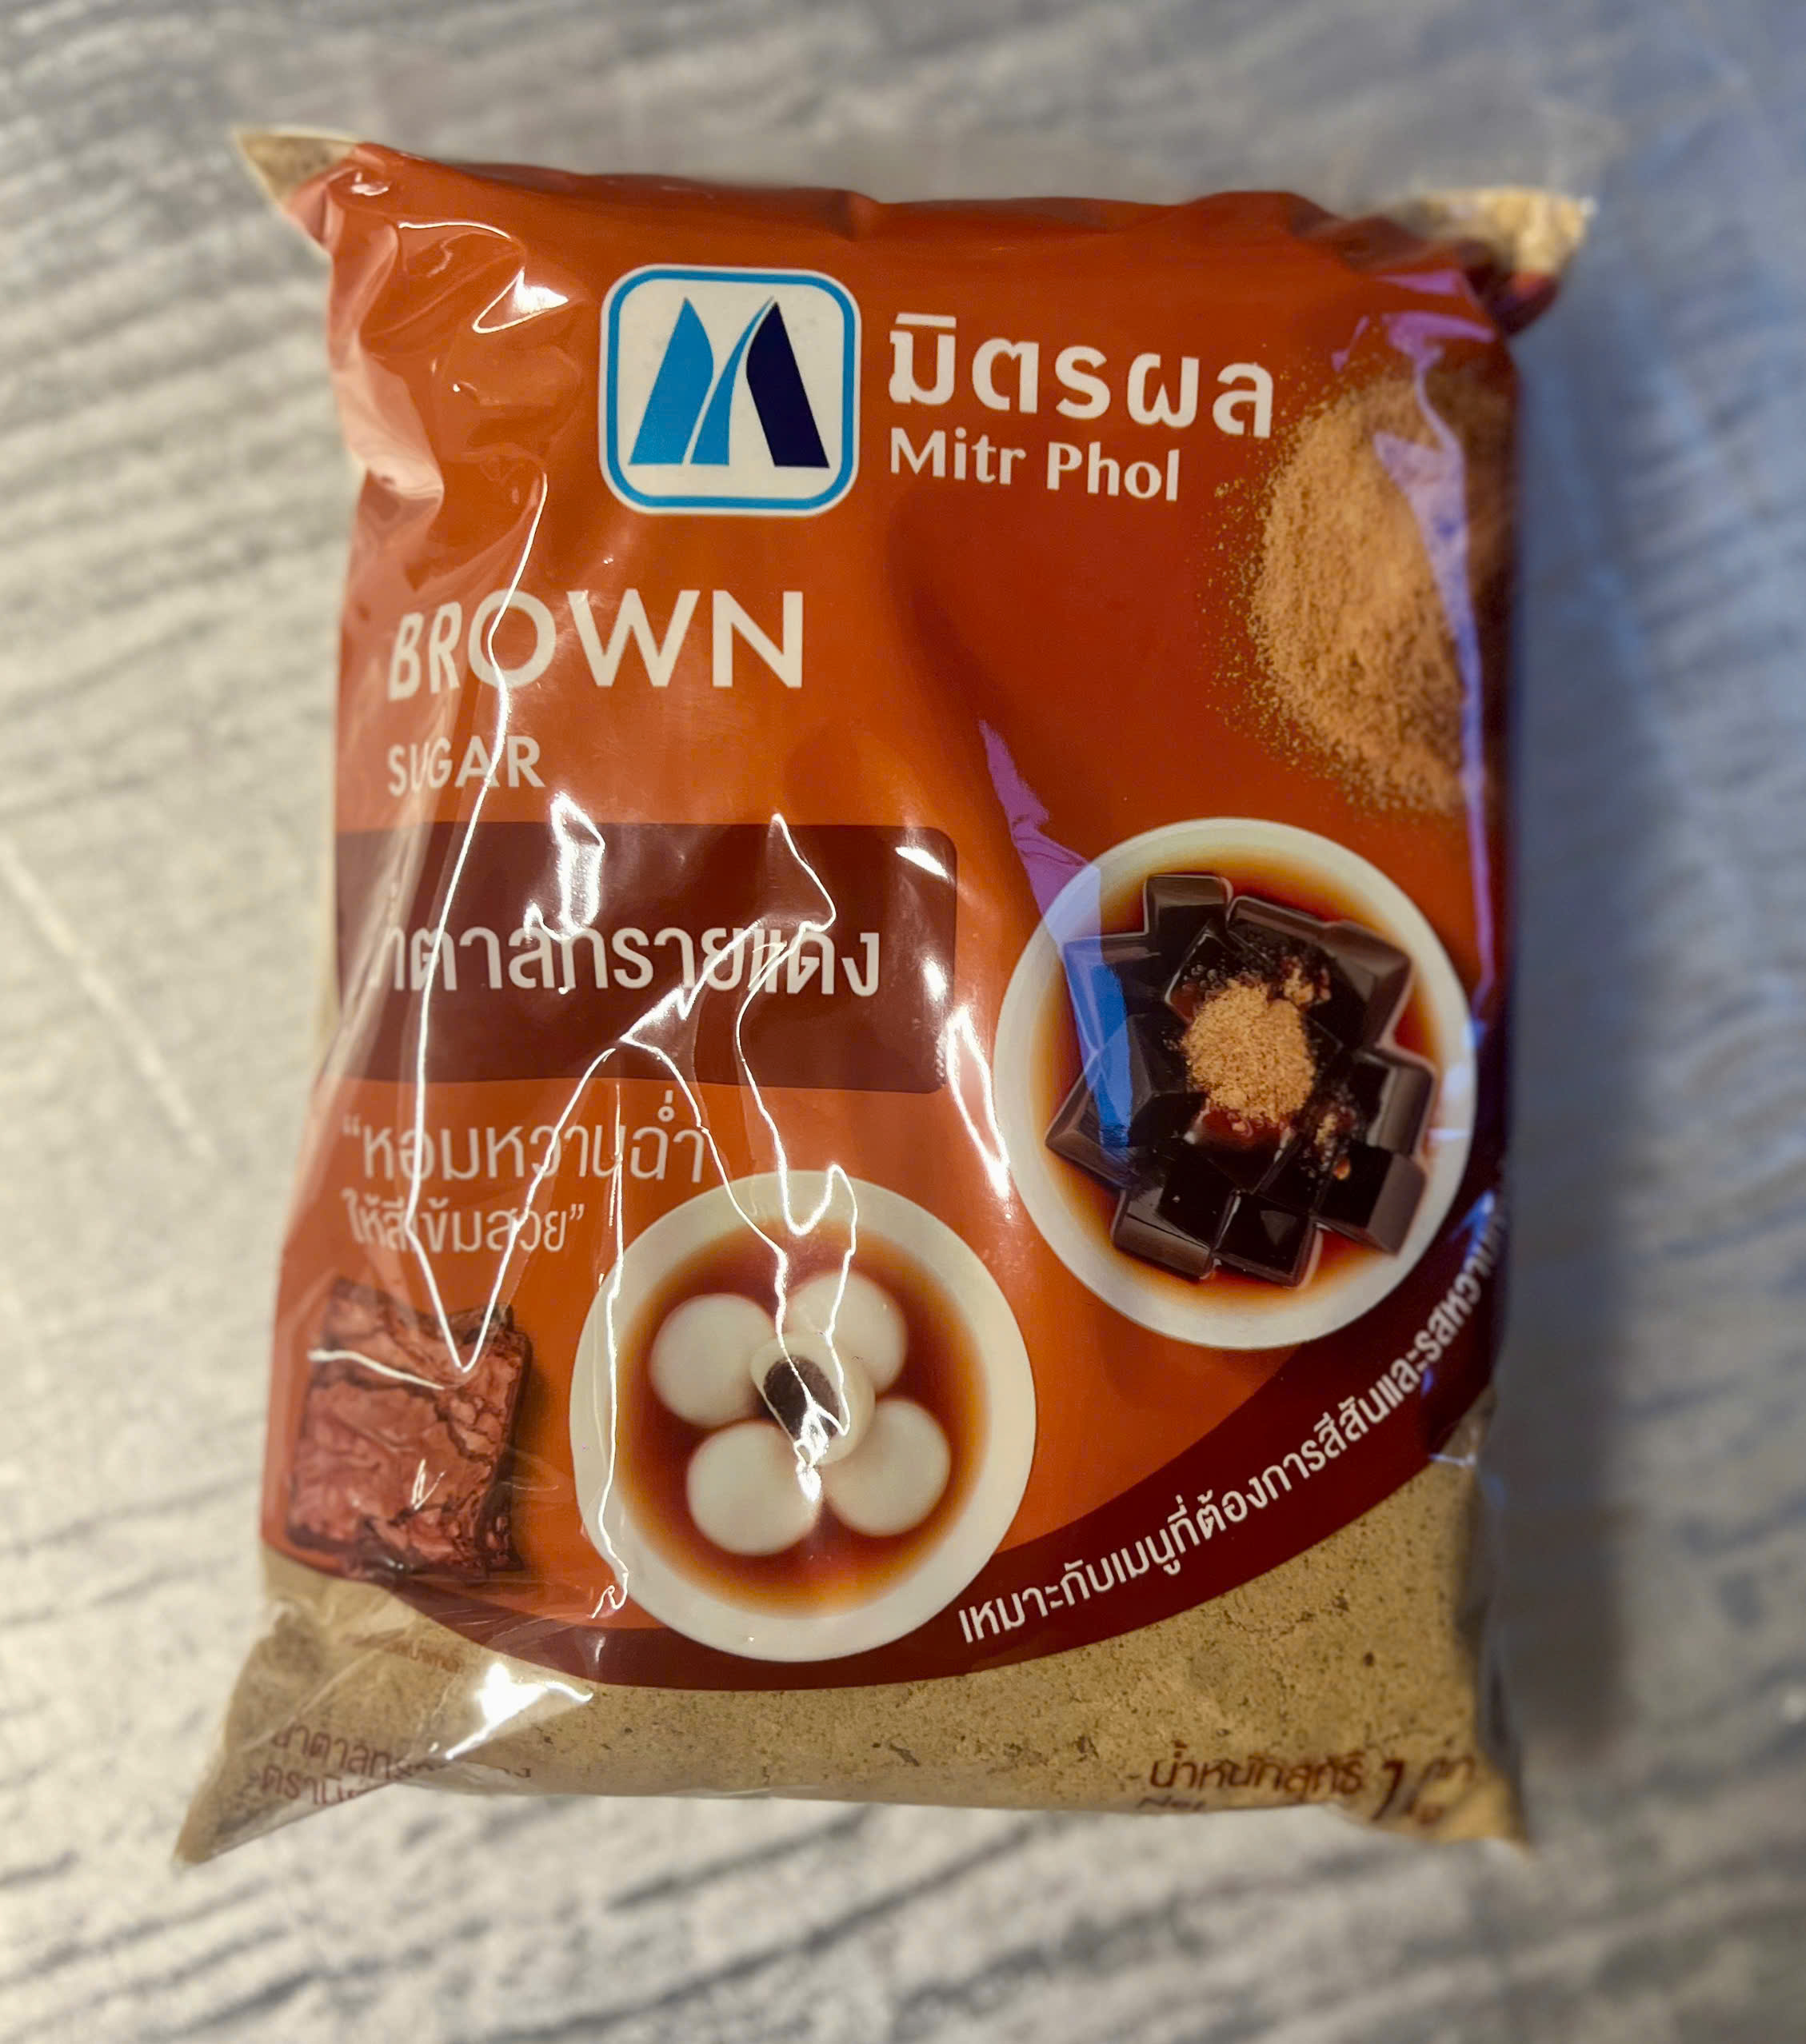 มิตรผล
Mitr Phol
BROWN
SUGAR
น้ำตาลทรายแดง
“หอมหวานฉ่ำ
ให้สีเข้มสวย”
เหมาะกับเมนูที่ต้องการสีสันและรสหวาน
น้ำหนักสุทธิ 1
Net